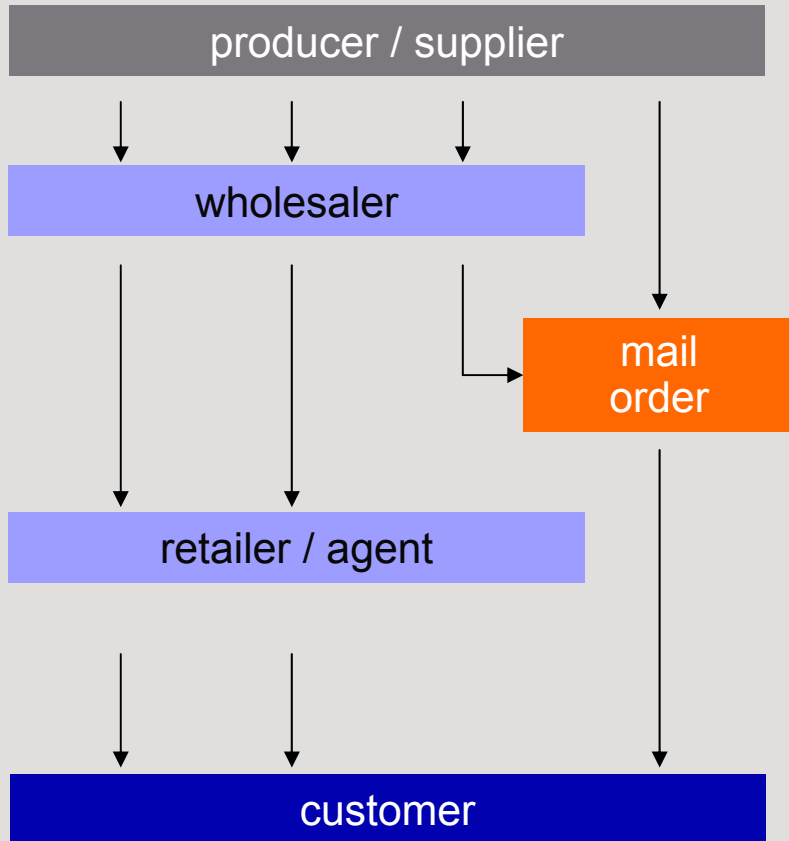 producer / supplier
wholesaler
mail
order
retailer / agent
customer